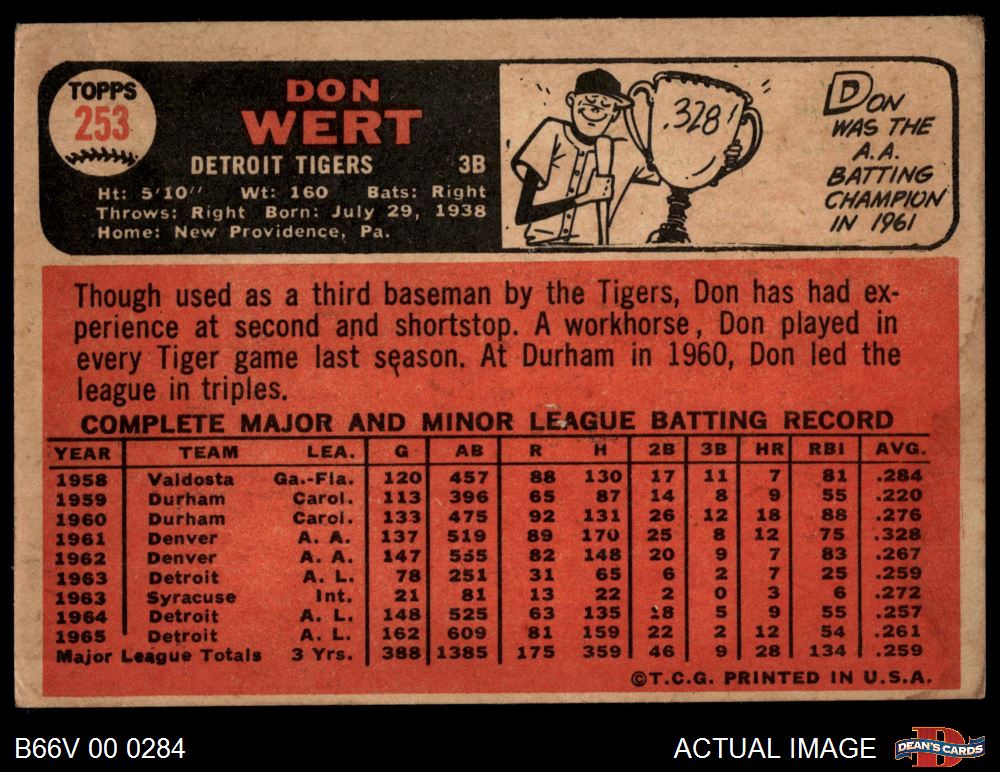 TOPPS
253
DON
WERT
DETROIT TIGERS 3B
Ht: 5'10" Wt: 160 Bats: Right
Throws: Right Born: July 29, 1938
Home: New Providence, Pa.
.328!
DON
WAS THE
A.A.
BATTING
CHAMPION
IN 1961
Though used as a third baseman by the Tigers, Don has had ex-
perience at second and shortstop. A workhorse, Don played in
every Tiger game last season. At Durham in 1960, Don led the
league in triples.
COMPLETE MAJOR AND MINOR LEAGUE BATTING RECORD
YEAR TEAM LEA. G AB R H 2B 3B HR RBI AVG.
1958 Valdosta Ga.-Fla. 120 457 88 130 17 11 7 81 .284
1959 Durham Carol. 113 396 65 87 14 8 9 55 .220
1960 Durham Carol. 133 475 92 131 26 12 18 88 .276
1961 Denver A. A. 137 519 89 170 25 8 12 75 .328
1962 Denver A. A. 147 555 82 148 20 9 7 83 .267
1963 Detroit A. L. 78 251 31 65 6 2 7 25 .259
1963 Syracuse Int. 21 81 13 22 2 0 3 6 .272
1964 Detroit A. L. 148 525 63 135 18 5 9 55 .257
1965 Detroit A. L. 162 609 81 159 22 2 12 54 .261
Major League Totals 3 Yrs. 388 1385 175 359 46 9 28 134 .259
©T.C.G. PRINTED IN U.S.A.
B66V 00 0284
ACTUAL IMAGE
D
DEAN'S CARDS